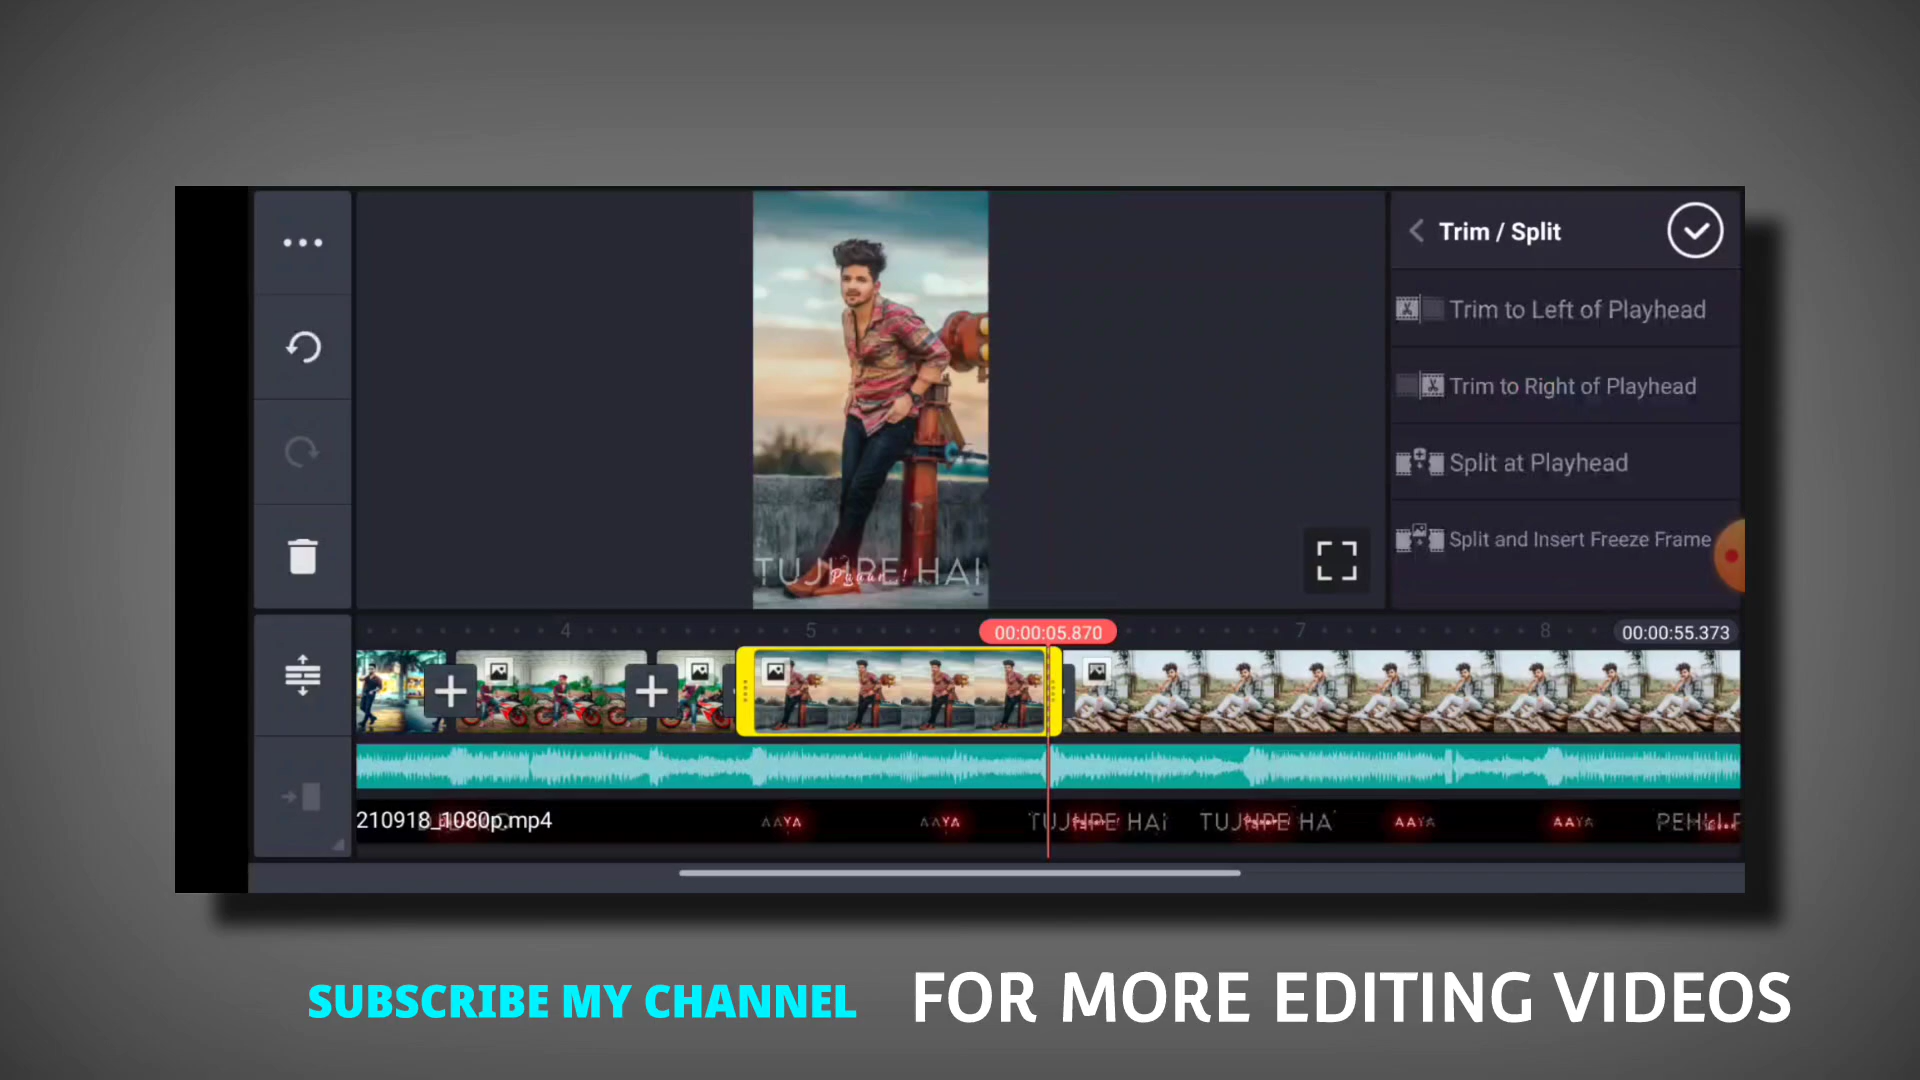 Trim / Split
Trim to Left of Playhead
Trim to Right of Playhead
Split at Playhead
Split and Insert Freeze Frame
TUJHPE HAI
Pyaar..!
4
5
00:00:05.870
7
8
00:00:55.373
210918_1080p.mp4
AAYA
AAYA
TUJHPE HAI
TUJHPE HA
AAYA
AAYA
SUBSCRIBE MY CHANNEL
FOR MORE EDITING VIDEOS